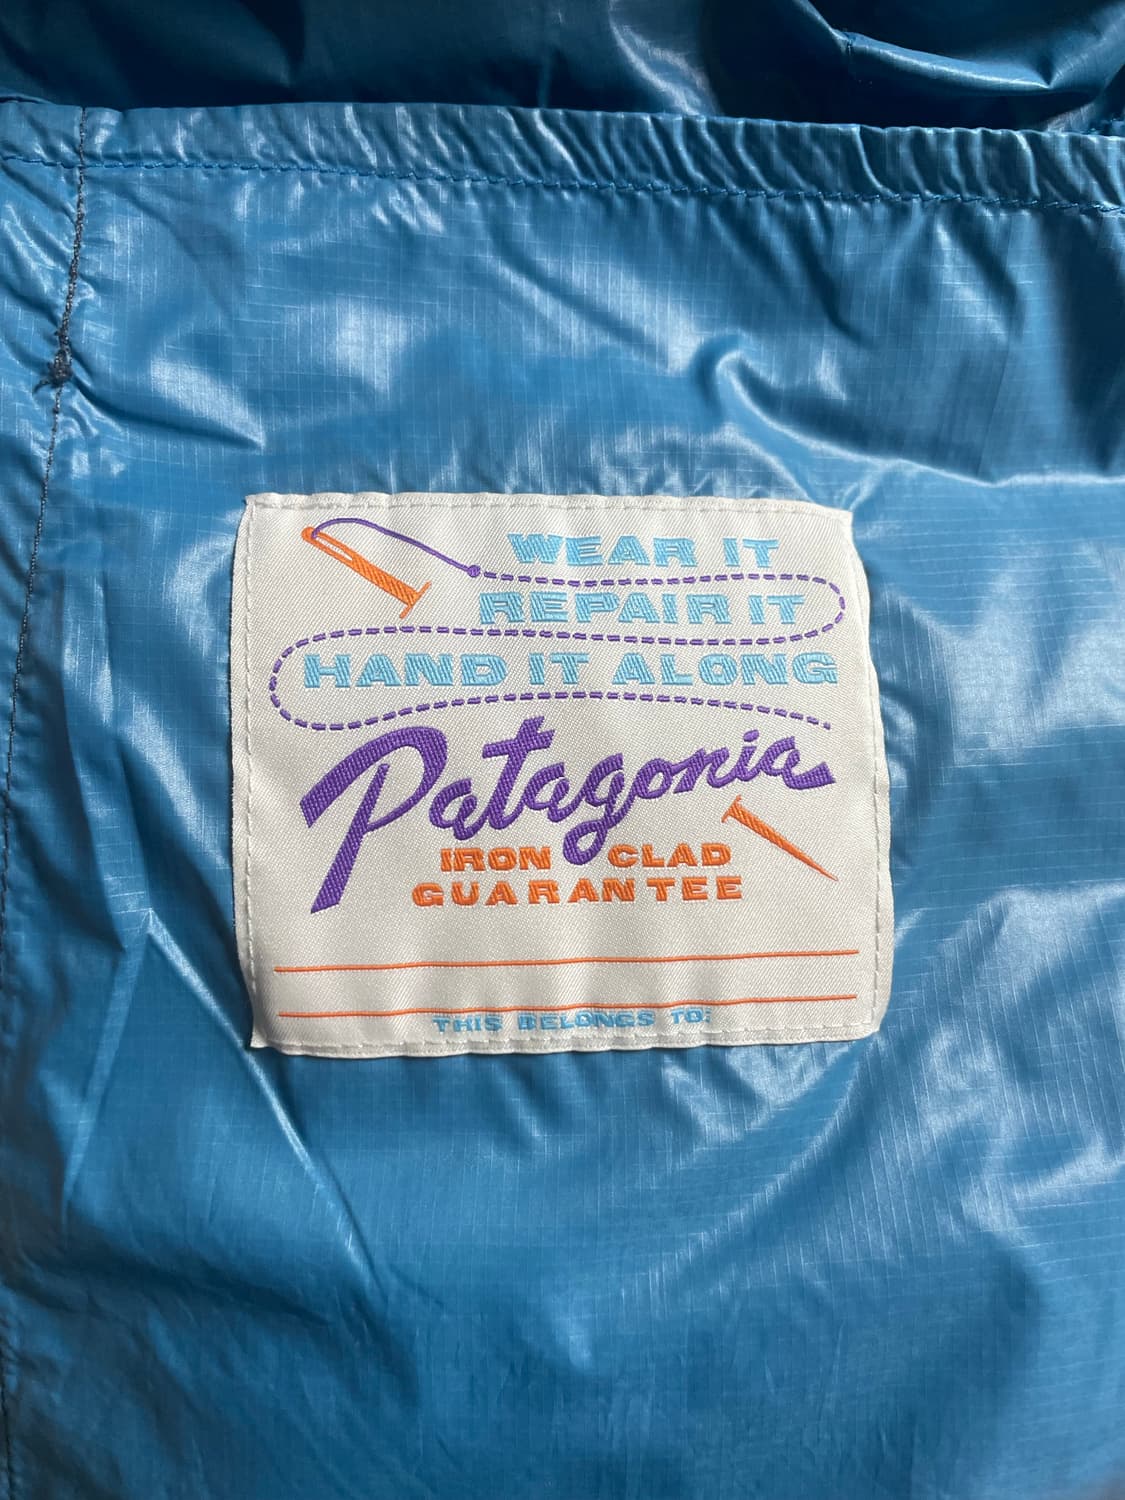 WEAR IT
REPAIR IT
HAND IT ALONG
Patagonia
IRON CLAD
GUARANTEE
THIS BELONGS TO: